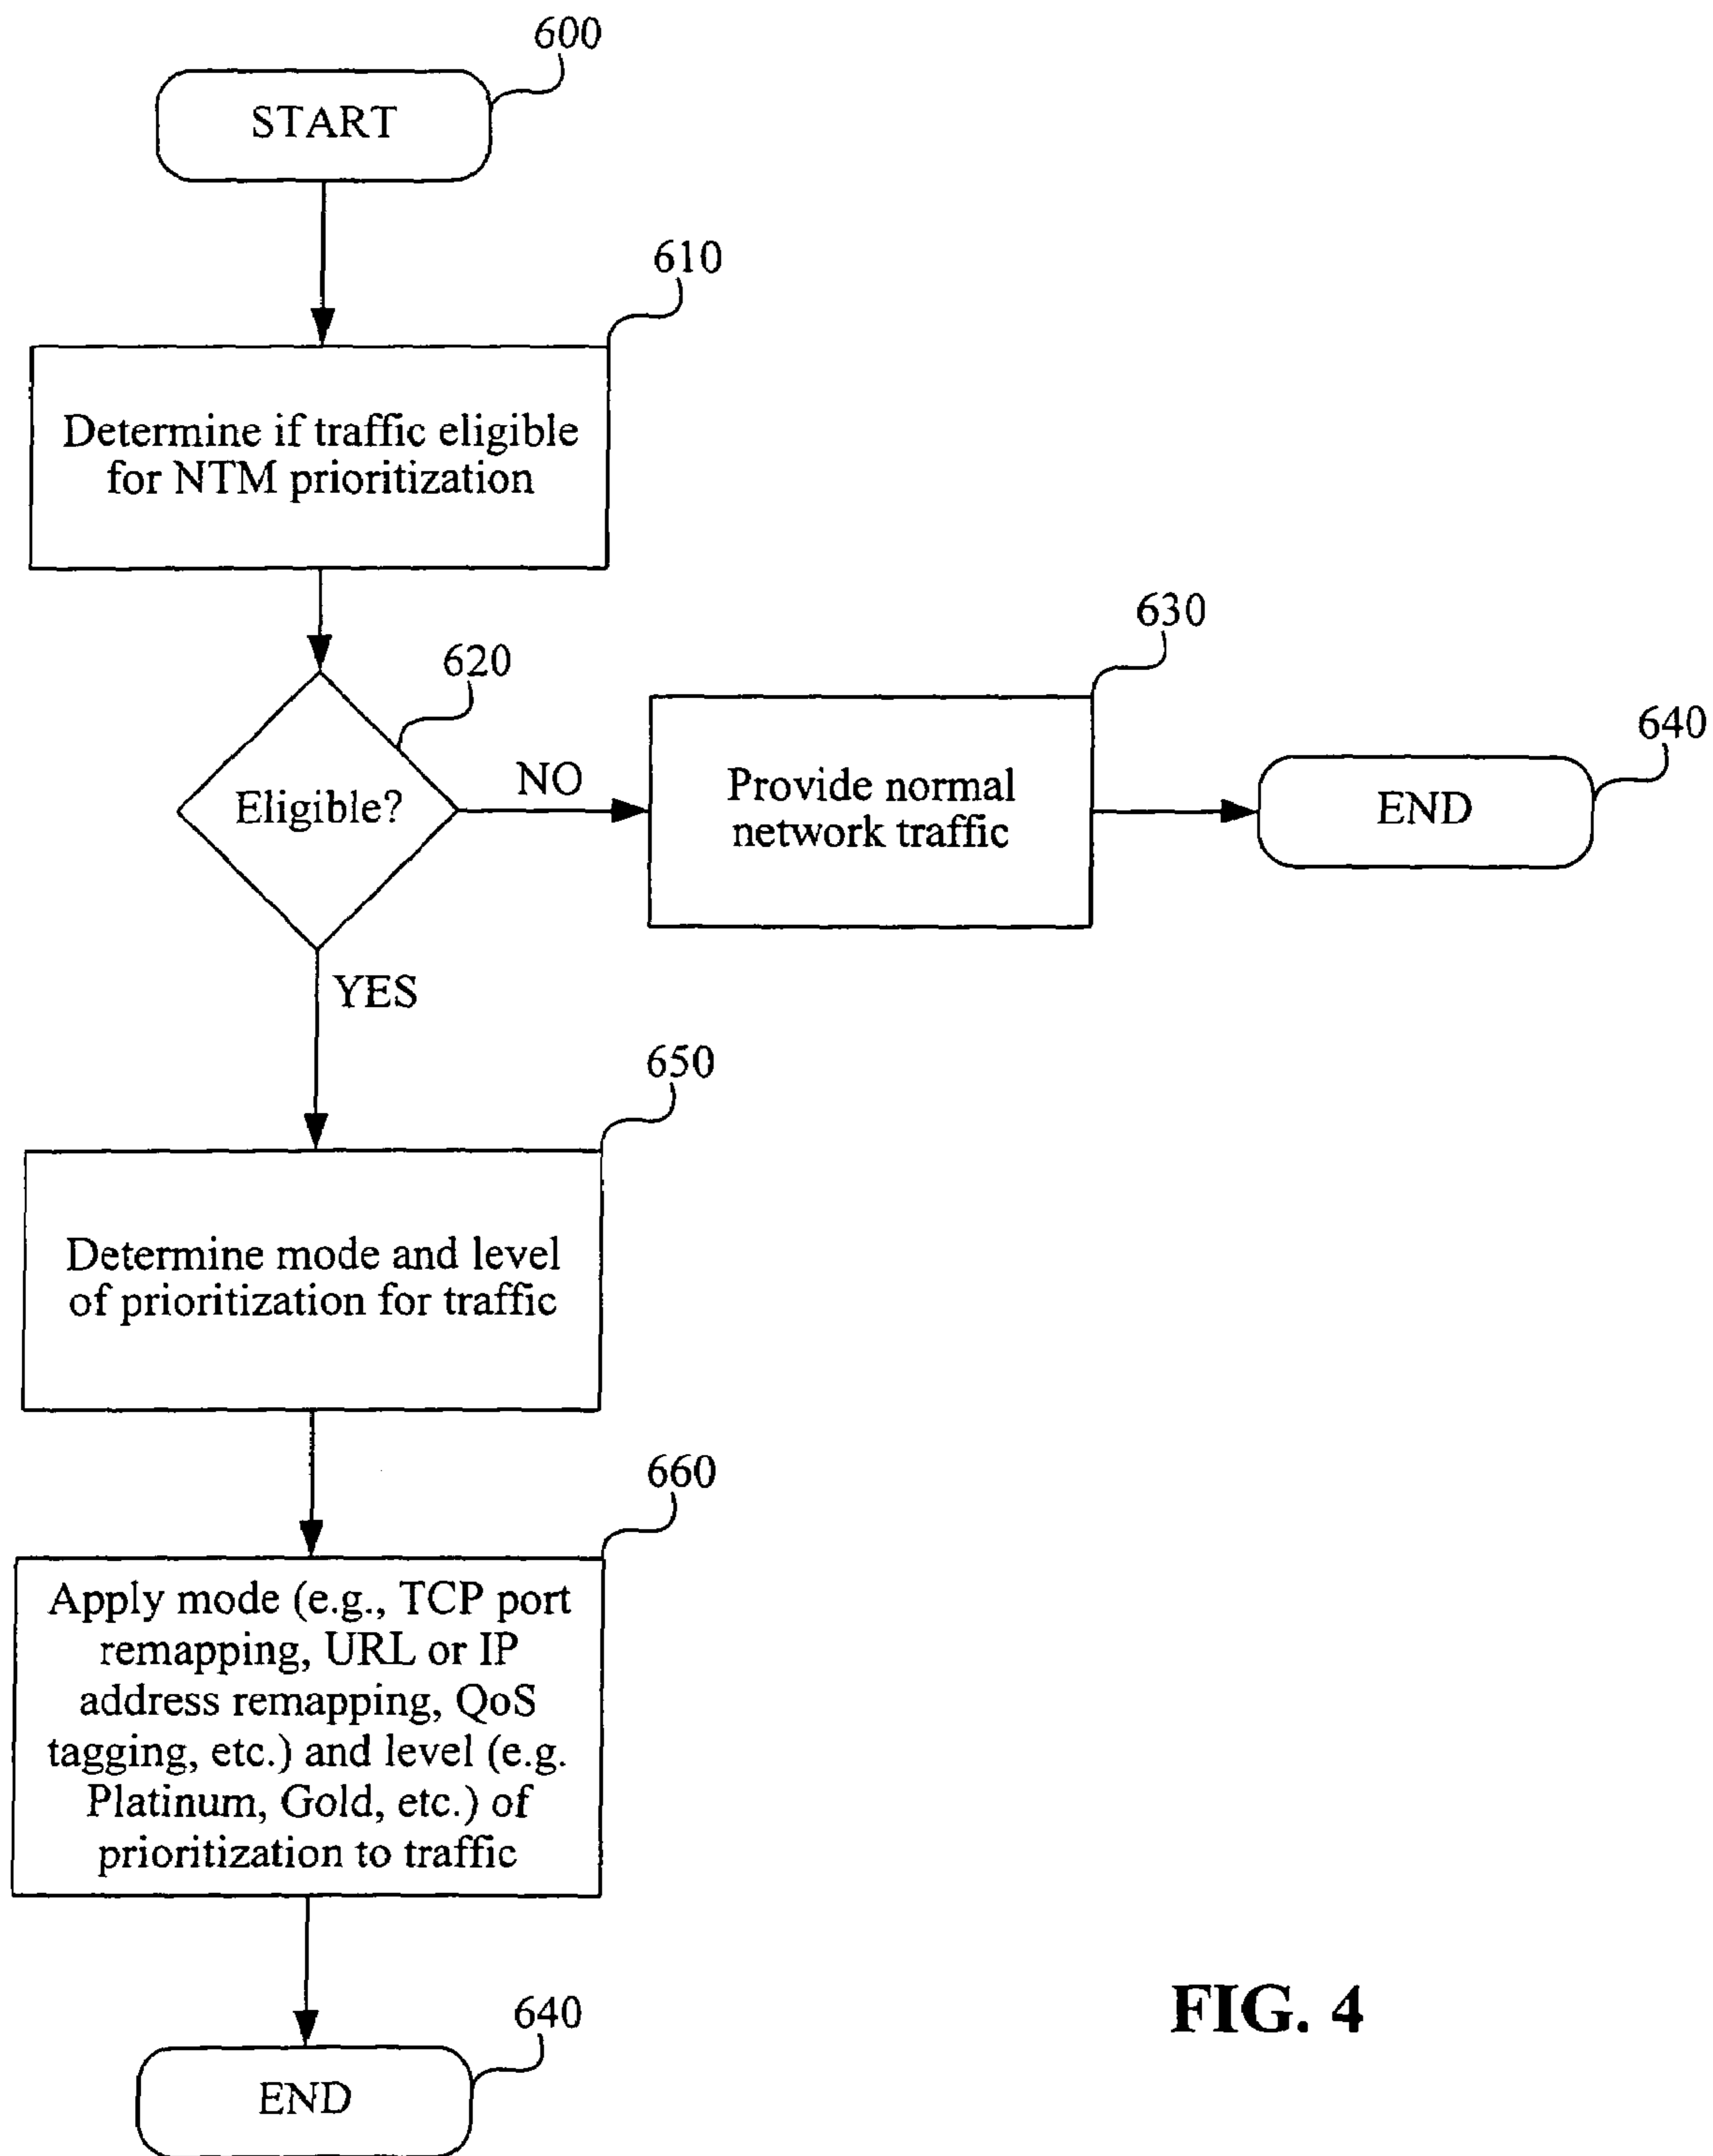 600
START
610
Determine if traffic eligible
for NTM prioritization
620
Eligible?
NO
630
Provide normal
network traffic
640
END
YES
650
Determine mode and level
of prioritization for traffic
660
Apply mode (e.g., TCP port
remapping, URL or IP
address remapping, QoS
tagging, etc.) and level (e.g.
Platinum, Gold, etc.) of
prioritization to traffic
640
END
FIG. 4